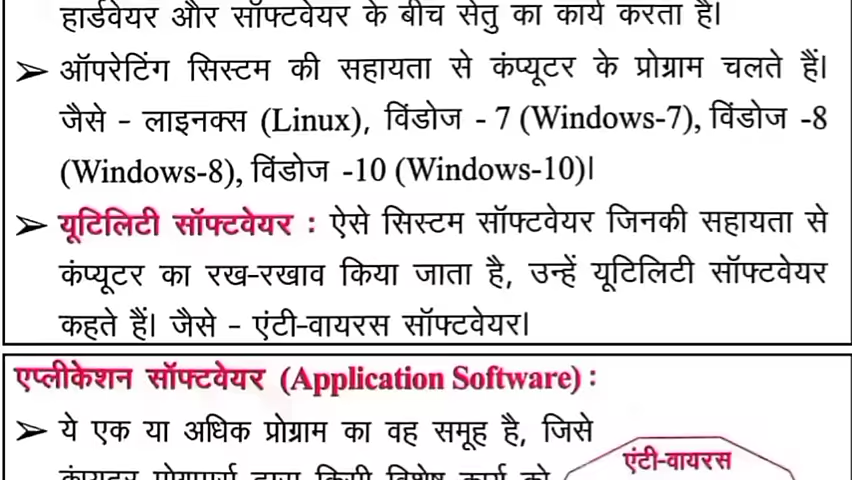 हार्डवेयर और सॉफ्टवेयर के बीच सेतु का कार्य करता है।
➢ ऑपरेटिंग सिस्टम की सहायता से कंप्यूटर के प्रोग्राम चलते हैं।
जैसे - लाइनक्स (Linux), विंडोज - 7 (Windows-7), विंडोज -8
(Windows-8), विंडोज -10 (Windows-10)।
➢ यूटिलिटी सॉफ्टवेयर : ऐसे सिस्टम सॉफ्टवेयर जिनकी सहायता से
कंप्यूटर का रख-रखाव किया जाता है, उन्हें यूटिलिटी सॉफ्टवेयर
कहते हैं। जैसे - एंटी-वायरस सॉफ्टवेयर।
एप्लीकेशन सॉफ्टवेयर (Application Software) :
➢ ये एक या अधिक प्रोग्राम का वह समूह है, जिसे
एंटी-वायरस
किसी विशेष कार्य को